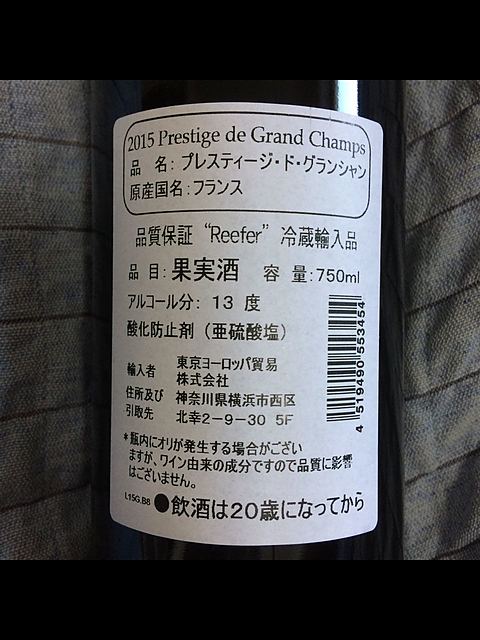 2015 Prestige de Grand Champs
品 名：プレスティージ・ド・グランシャン
原産国名：フランス
品質保証 “Reefer” 冷蔵輸入品
品目：果実酒 容 量：750ml
アルコール分： 13 度
酸化防止剤（亜硫酸塩）
輸入者 東京ヨーロッパ貿易
株式会社
住所及び 神奈川県横浜市西区
引取先 北幸2－9－30 5F
4 519490 553454
＊瓶内にオリが発生する場合がござい
ますが、ワイン由来の成分ですので品質に影響
はございません。
L15G.B8 ●飲酒は20歳になってから